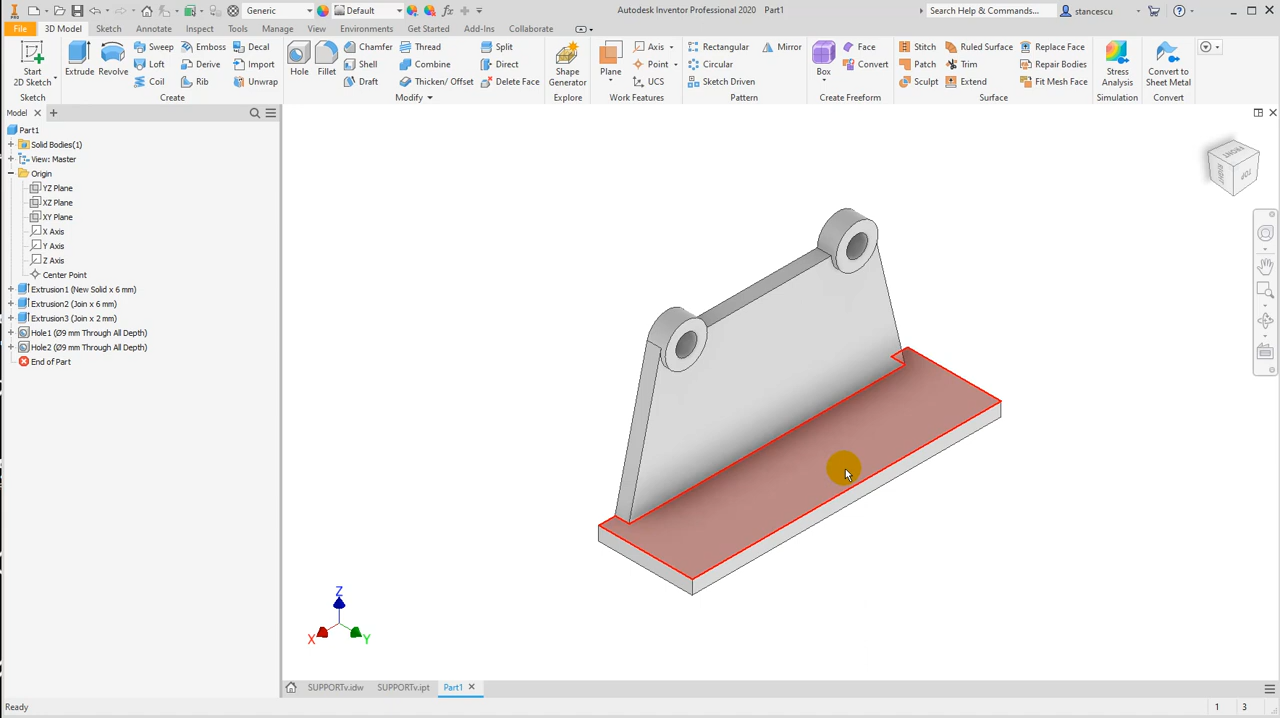 PRO Generic Default fx Autodesk Inventor Professional 2020 Part1 Search Help & Commands... stancescu
File 3D Model Sketch Annotate Inspect Tools Manage View Environments Get Started Add-Ins Collaborate
Start 2D Sketch Extrude Revolve Sweep Emboss Decal Hole Fillet Chamfer Thread Split Shape Generator Plane Axis Rectangular Mirror Box Face Stitch Ruled Surface Replace Face Stress Analysis Convert to Sheet Metal
Loft Derive Import Shell Combine Direct Point Circular Convert Patch Trim Repair Bodies
Coil Rib Unwrap Draft Thicken/ Offset Delete Face UCS Sketch Driven Sculpt Extend Fit Mesh Face
Sketch Create Modify Explore Work Features Pattern Create Freeform Surface Simulation Convert
Model
Part1
Solid Bodies(1)
View: Master
Origin
YZ Plane
XZ Plane
XY Plane
X Axis
Y Axis
Z Axis
Center Point
Extrusion1 (New Solid x 6 mm)
Extrusion2 (Join x 6 mm)
Extrusion3 (Join x 2 mm)
Hole1 (Ø9 mm Through All Depth)
Hole2 (Ø9 mm Through All Depth)
End of Part
FRONT
RIGHT
TOP
Z
X
Y
SUPPORTv.idw SUPPORTv.ipt Part1
Ready 1 3